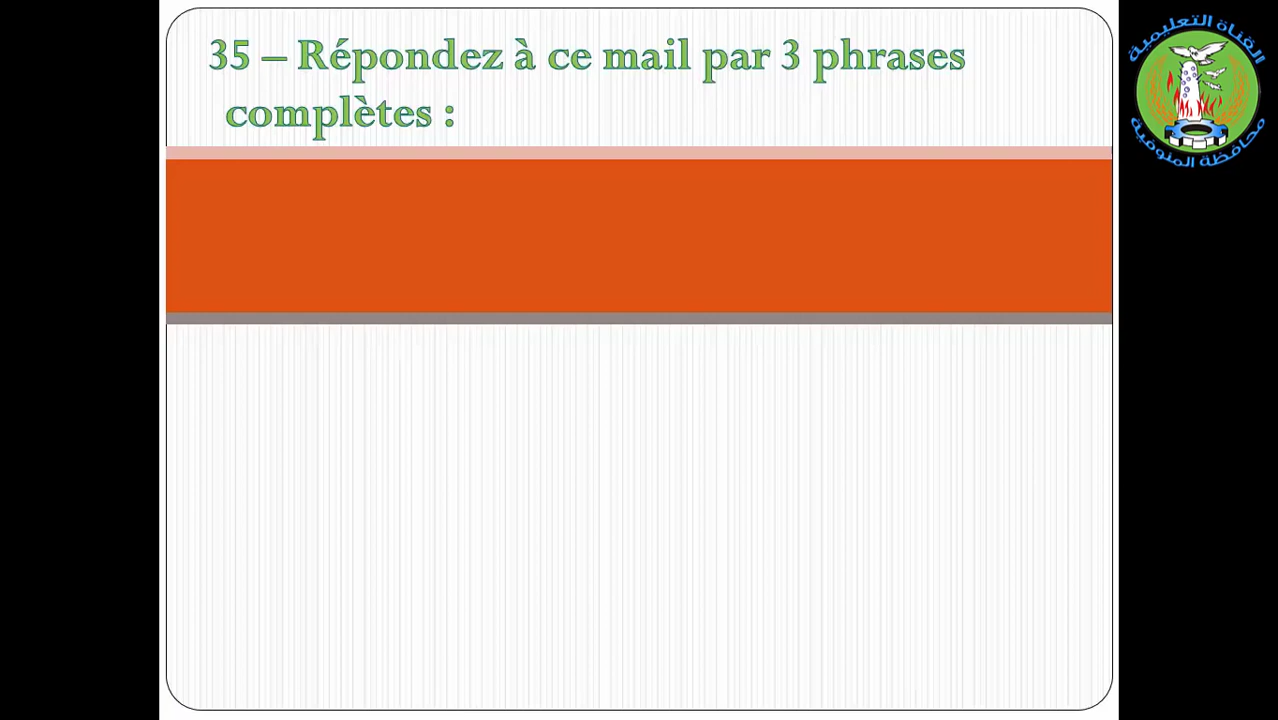 35 – Répondez à ce mail par 3 phrases
complètes :
القناة التعليمية
محافظة المنوفية